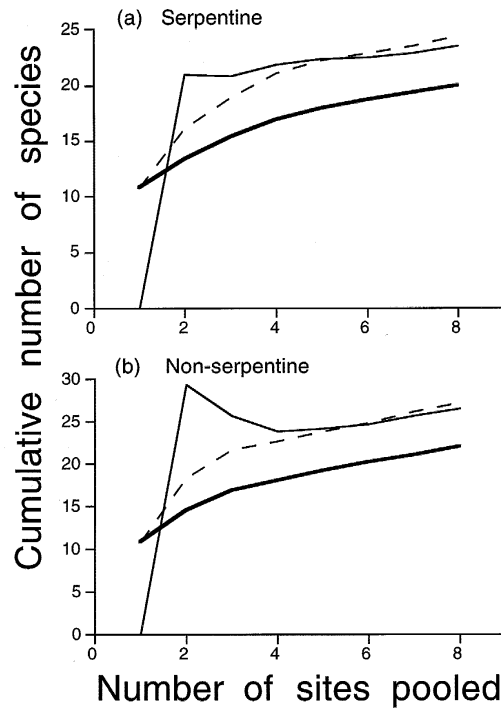 (a) Serpentine
25
20
15
10
5
0
0 2 4 6 8
(b) Non-serpentine
30
25
20
15
10
5
0
0 2 4 6 8
Cumulative number of species
Number of sites pooled